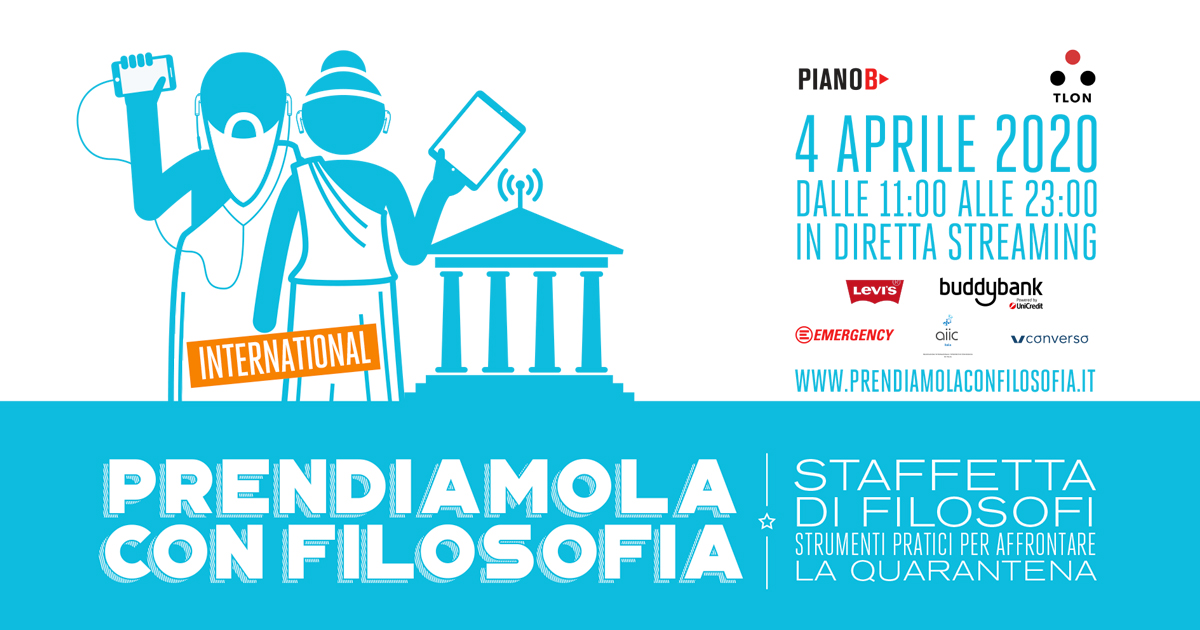 PIANOB
TLON
4 APRILE 2020
DALLE 11:00 ALLE 23:00
IN DIRETTA STREAMING
LEVI'S
buddybank
Powered by
UniCredit
EMERGENCY
aiic
converso
WWW.PRENDIAMOLACONFILOSOFIA.IT
INTERNATIONAL
PRENDIAMOLA
CON FILOSOFIA
STAFFETTA
DI FILOSOFI
STRUMENTI PRATICI PER AFFRONTARE
LA QUARANTENA